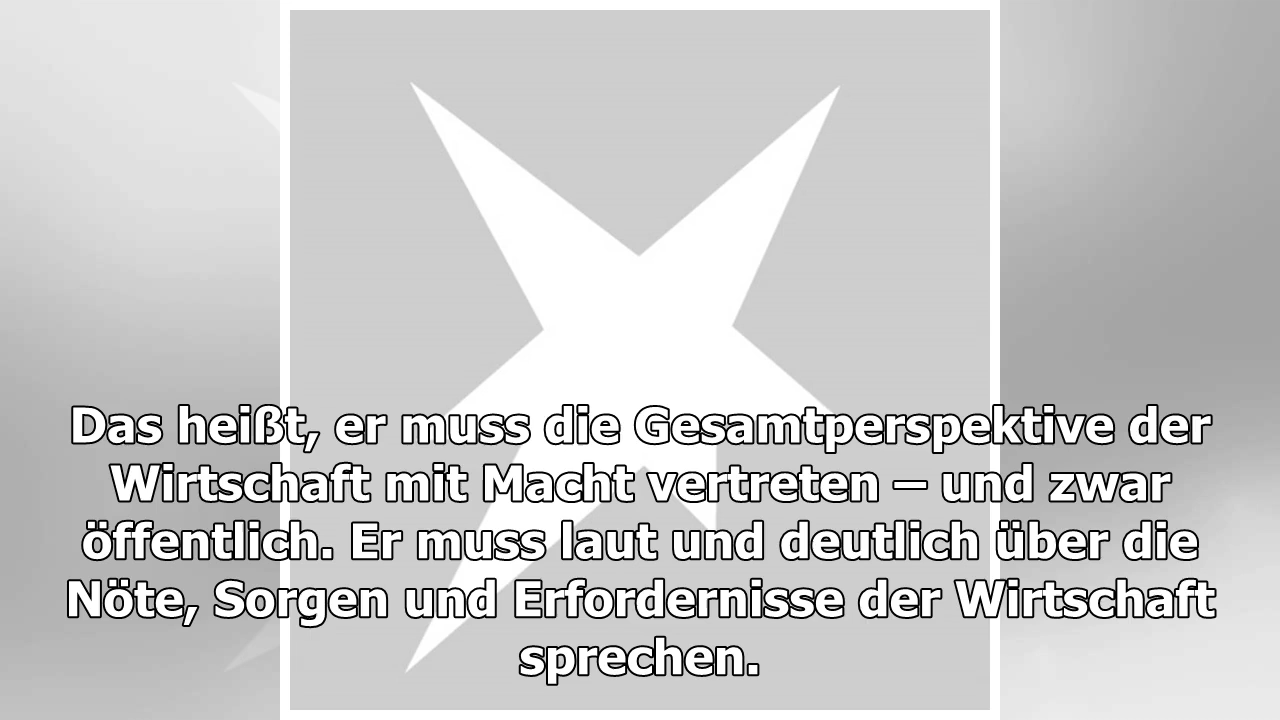 Das heißt, er muss die Gesamtperspektive der
Wirtschaft mit Macht vertreten – und zwar
öffentlich. Er muss laut und deutlich über die
Nöte, Sorgen und Erfordernisse der Wirtschaft
sprechen.